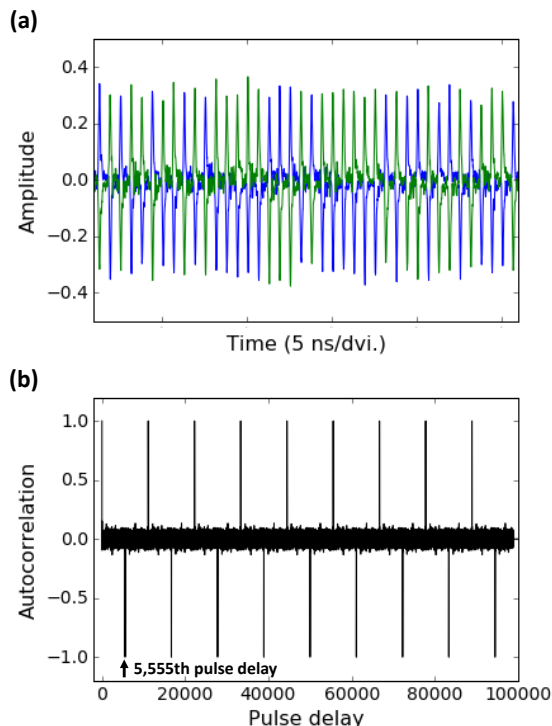 (a)
0.4
0.2
0.0
−0.2
−0.4
Amplitude
Time (5 ns/dvi.)
(b)
1.0
0.5
0.0
−0.5
−1.0
Autocorrelation
5,555th pulse delay
0 20000 40000 60000 80000 100000
Pulse delay